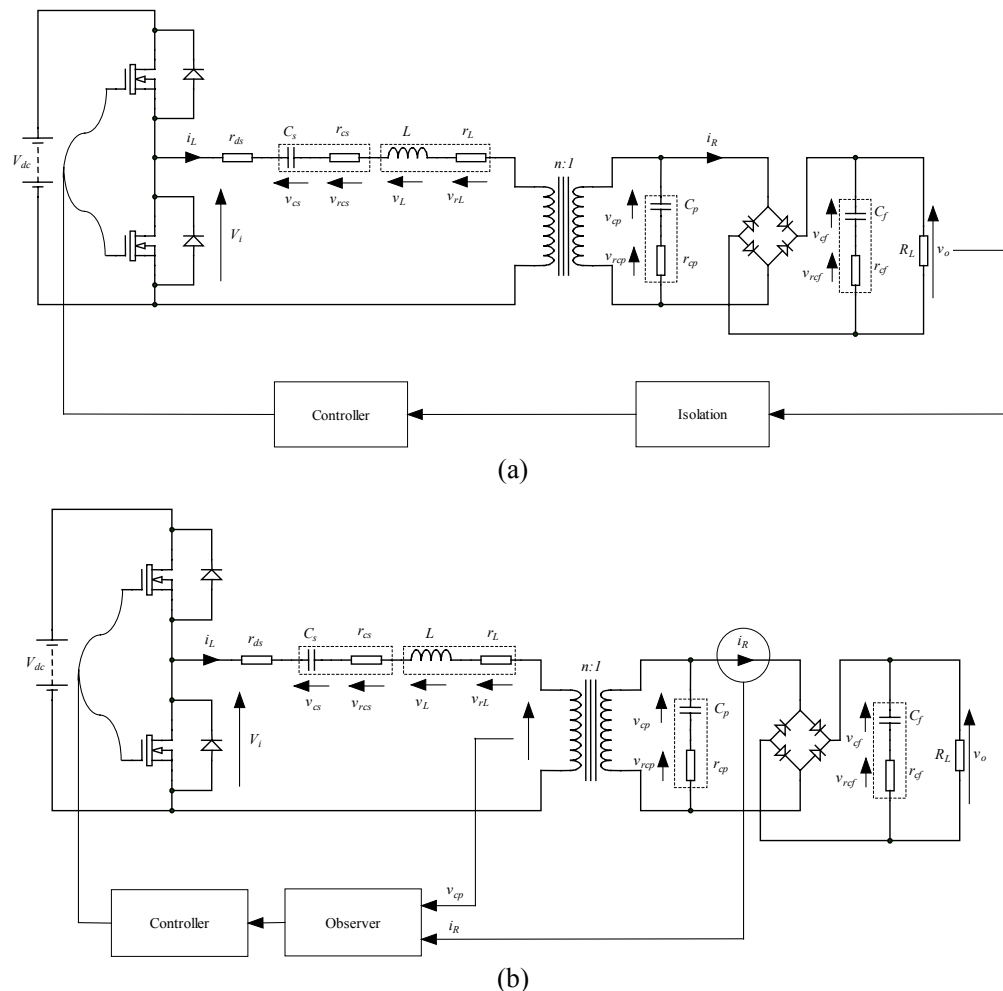 i_L r_ds C_s r_cs L r_L n:1 i_R
V_dc v_cs v_rcs v_L v_rL V_i v_cp C_p v_rcp r_cp v_cf C_f v_rcf r_cf R_L v_o
Controller Isolation
(a)
i_L r_ds C_s r_cs L r_L n:1 i_R
V_dc v_cs v_rcs v_L v_rL V_i v_cp C_p v_rcp r_cp v_cf C_f v_rcf r_cf R_L v_o
Controller Observer v_cp
i_R
(b)